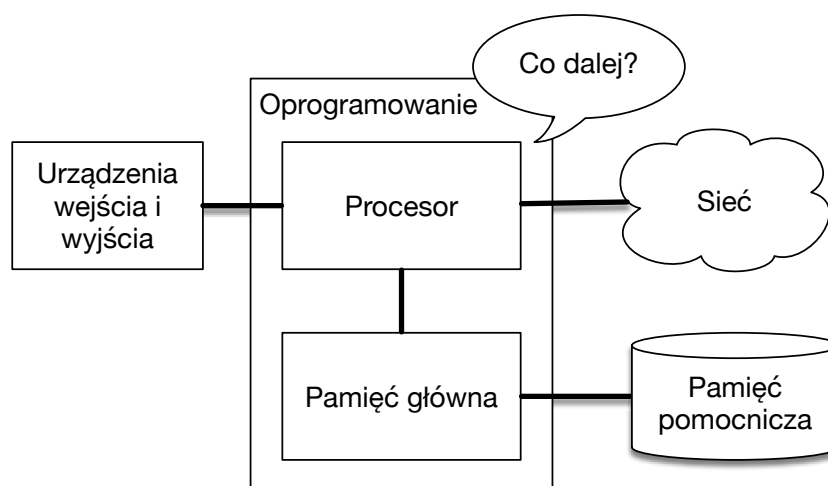 Co dalej?
Oprogramowanie
Urządzenia
wejścia i
wyjścia
Procesor
Sieć
Pamięć główna
Pamięć
pomocnicza